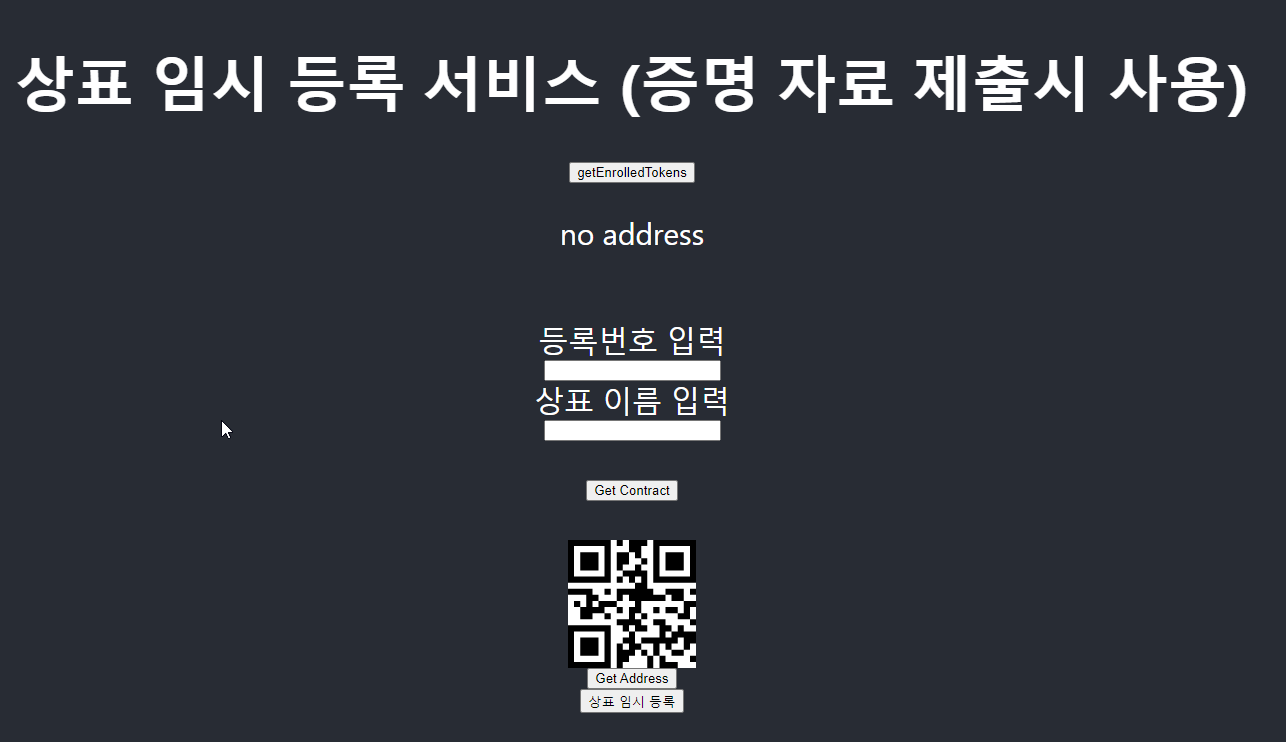 상표 임시 등록 서비스 (증명 자료 제출시 사용)
getEnrolledTokens
no address
등록번호 입력
상표 이름 입력
Get Contract
Get Address
상표 임시 등록